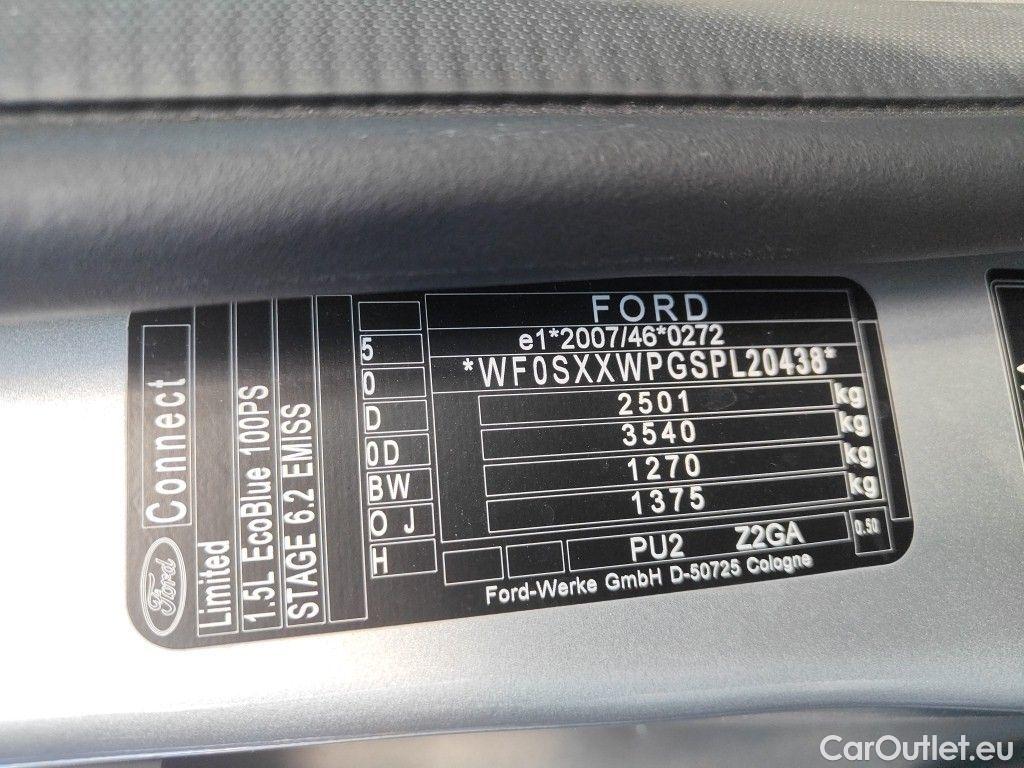 Connect
Ford
Limited
1.5L EcoBlue 100PS
STAGE 6.2 EMISS
5
0
D
0D
BW
O J
H
FORD
e1*2007/46*0272
*WF0SXXWPGSPL20438*
2501 kg
3540 kg
1270 kg
1375 kg
PU2 Z2GA 0.50
Ford-Werke GmbH D-50725 Cologne
CarOutlet.eu